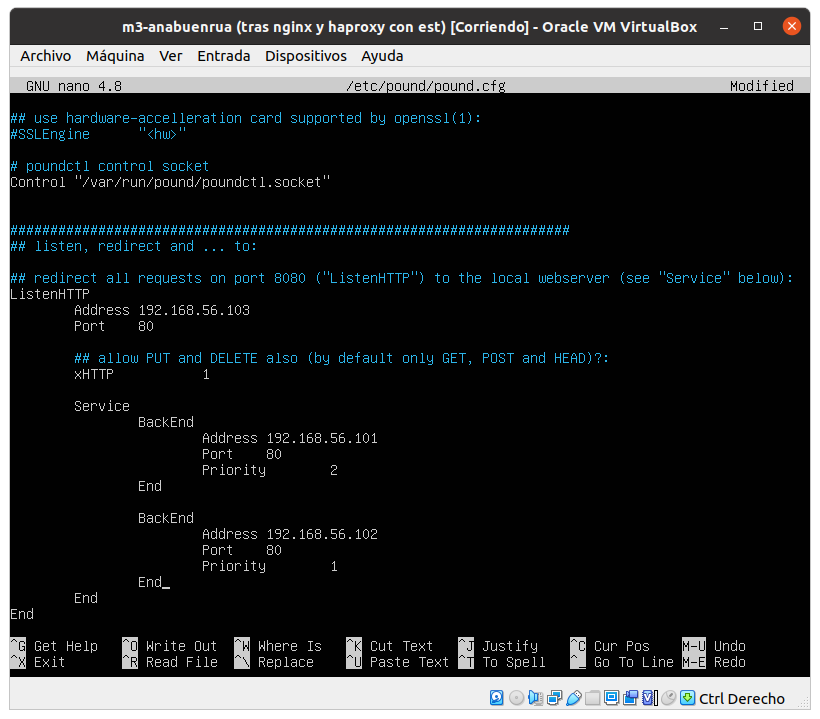 m3-anabuenrua (tras nginx y haproxy con est) [Corriendo] - Oracle VM VirtualBox
Archivo Máquina Ver Entrada Dispositivos Ayuda
GNU nano 4.8 /etc/pound/pound.cfg Modified
## use hardware-accelleration card supported by openssl(1):
#SSLEngine "<hw>"
# poundctl control socket
Control "/var/run/pound/poundctl.socket"
######################################################################
## listen, redirect and ... to:
## redirect all requests on port 8080 ("ListenHTTP") to the local webserver (see "Service" below):
ListenHTTP
Address 192.168.56.103
Port 80
## allow PUT and DELETE also (by default only GET, POST and HEAD)?:
xHTTP 1
Service
BackEnd
Address 192.168.56.101
Port 80
Priority 2
End
BackEnd
Address 192.168.56.102
Port 80
Priority 1
End_
End
End
^G Get Help ^O Write Out ^W Where Is ^K Cut Text ^J Justify ^C Cur Pos M-U Undo
^X Exit ^R Read File ^\ Replace ^U Paste Text ^T To Spell ^_ Go To Line M-E Redo
Ctrl Derecho